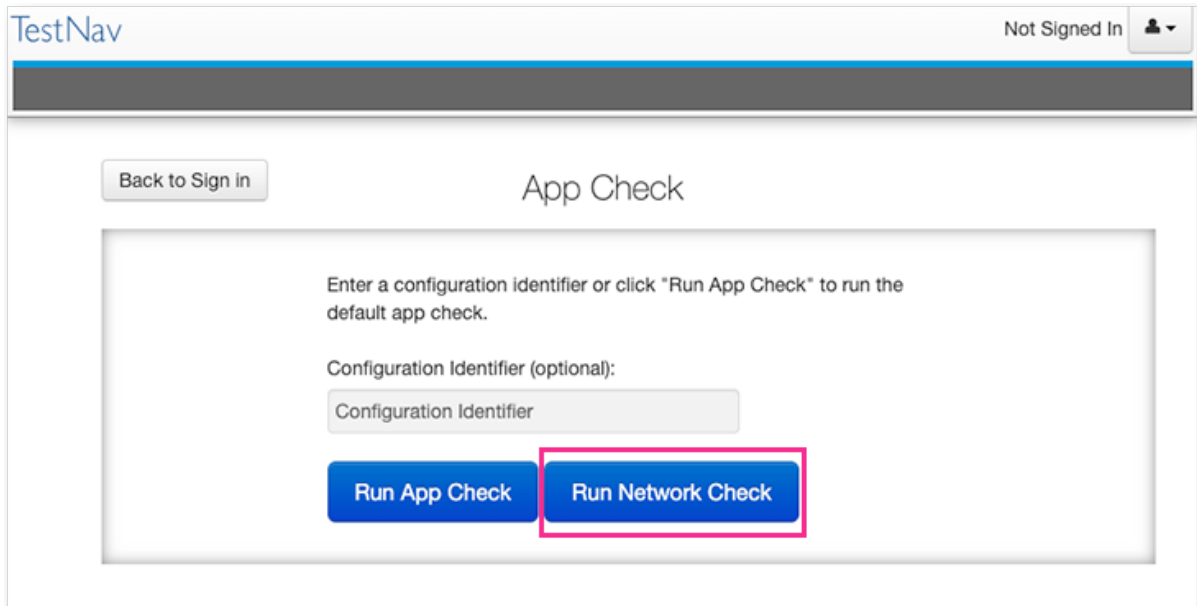 TestNav
Not Signed In
Back to Sign in
App Check
Enter a configuration identifier or click "Run App Check" to run the
default app check.
Configuration Identifier (optional):
Configuration Identifier
Run App Check
Run Network Check